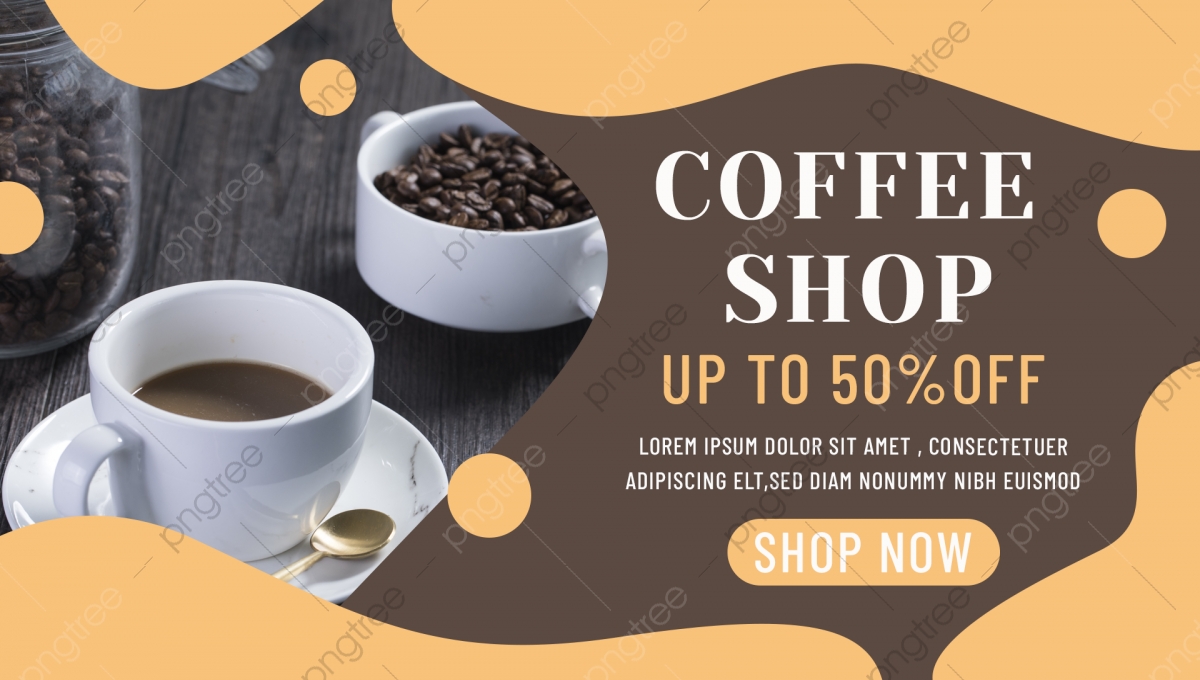 COFFEE
SHOP
UP TO 50%OFF
LOREM IPSUM DOLOR SIT AMET , CONSECTETUER
ADIPISCING ELT,SED DIAM NONUMMY NIBH EUISMOD
SHOP NOW
pngtree